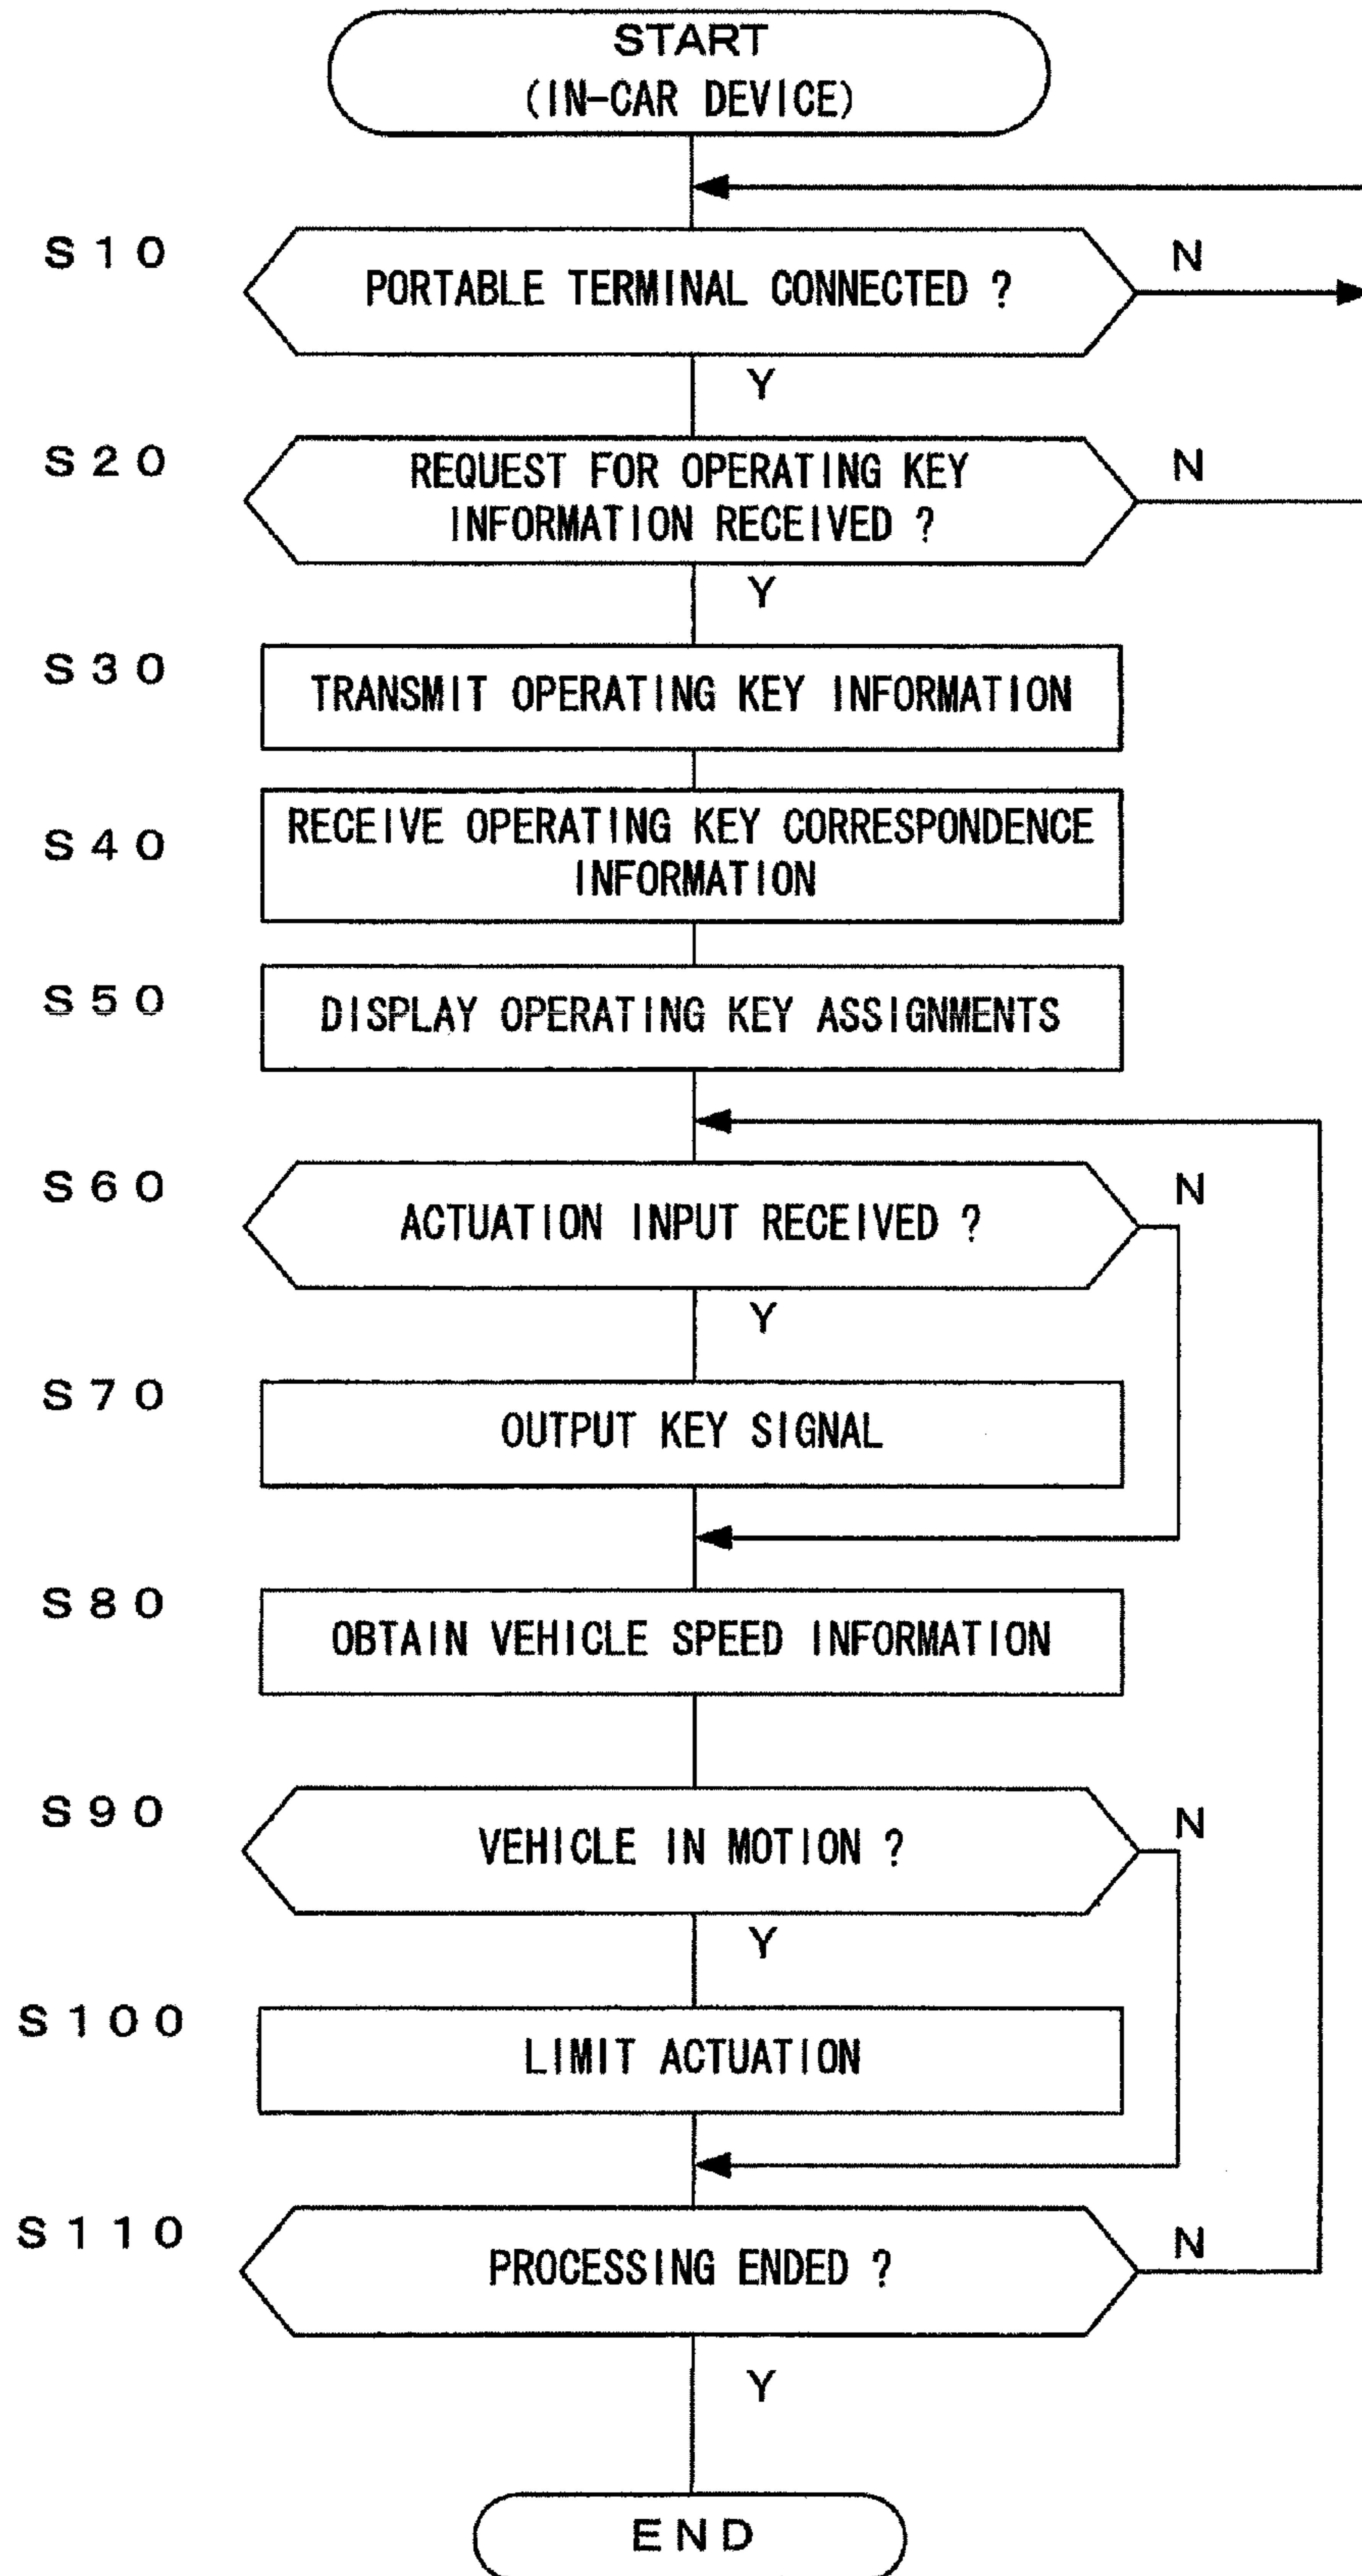 START
(IN-CAR DEVICE)
S10
PORTABLE TERMINAL CONNECTED ?
N
Y
S20
REQUEST FOR OPERATING KEY
INFORMATION RECEIVED ?
N
Y
S30
TRANSMIT OPERATING KEY INFORMATION
S40
RECEIVE OPERATING KEY CORRESPONDENCE
INFORMATION
S50
DISPLAY OPERATING KEY ASSIGNMENTS
S60
ACTUATION INPUT RECEIVED ?
N
Y
S70
OUTPUT KEY SIGNAL
S80
OBTAIN VEHICLE SPEED INFORMATION
S90
VEHICLE IN MOTION ?
N
Y
S100
LIMIT ACTUATION
S110
PROCESSING ENDED ?
N
Y
END